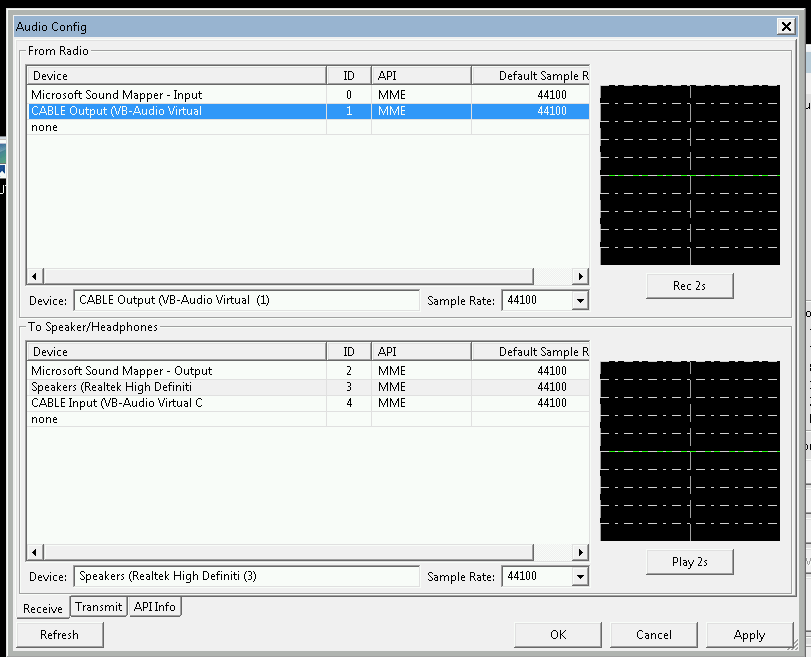 Audio Config
From Radio
Device ID API Default Sample R
Microsoft Sound Mapper - Input 0 MME 44100
CABLE Output (VB-Audio Virtual 1 MME 44100
none
Rec 2s
Device: CABLE Output (VB-Audio Virtual (1) Sample Rate: 44100
To Speaker/Headphones
Device ID API Default Sample R
Microsoft Sound Mapper - Output 2 MME 44100
Speakers (Realtek High Definiti 3 MME 44100
CABLE Input (VB-Audio Virtual C 4 MME 44100
none
Play 2s
Device: Speakers (Realtek High Definiti (3) Sample Rate: 44100
Receive Transmit API Info
Refresh OK Cancel Apply